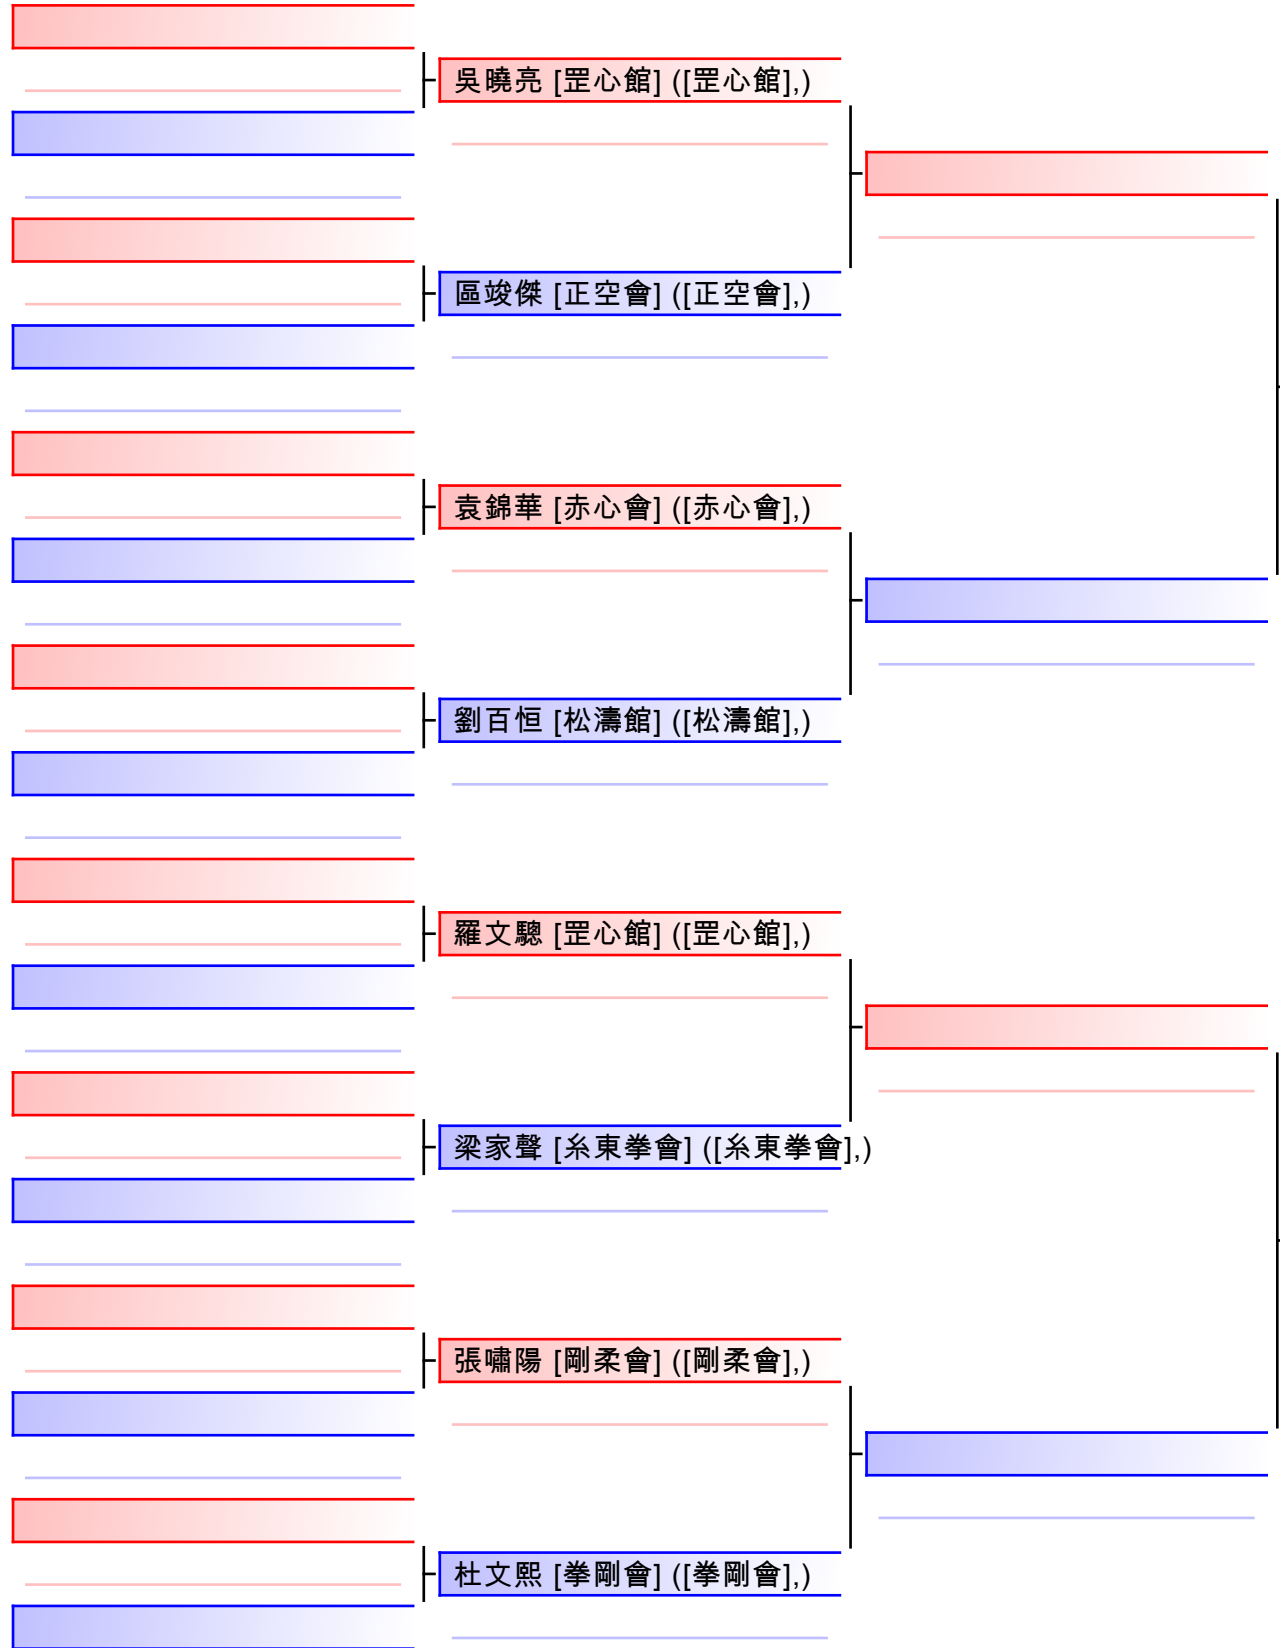 吳曉亮 [罡心館] ([罡心館],)
區竣傑 [正空會] ([正空會],)
袁錦華 [赤心會] ([赤心會],)
劉百恒 [松濤館] ([松濤館],)
羅文驄 [罡心館] ([罡心館],)
梁家聲 [糸東拳會] ([糸東拳會],)
張嘯陽 [剛柔會] ([剛柔會],)
杜文熙 [拳剛會] ([拳剛會],)